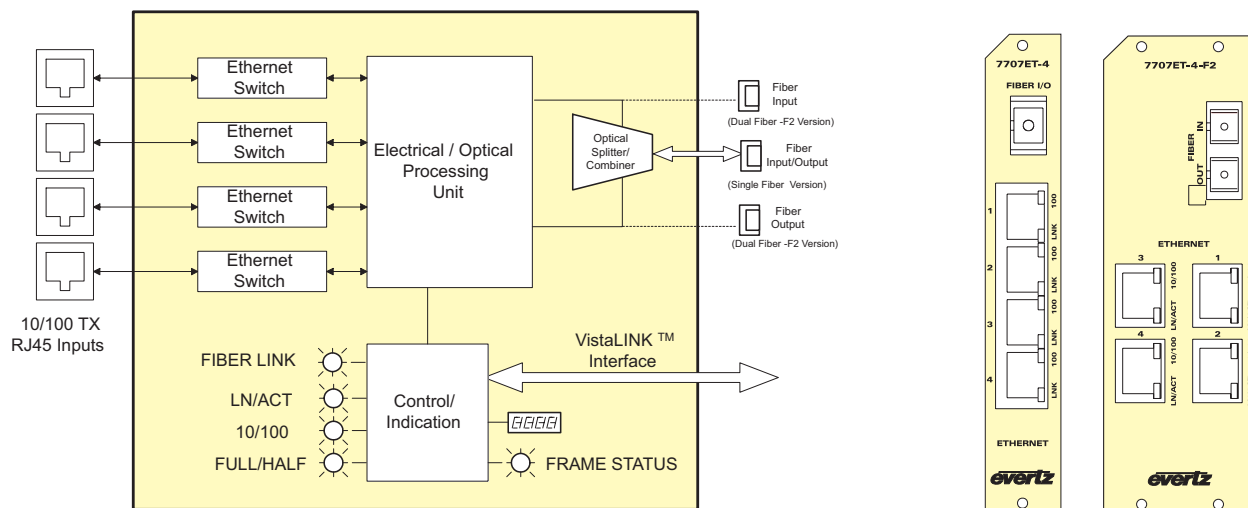 Ethernet
Switch
Ethernet
Switch
Ethernet
Switch
Ethernet
Switch
10/100 TX
RJ45 Inputs
Electrical / Optical
Processing
Unit
Optical
Splitter/
Combiner
Fiber
Input
(Dual Fiber -F2 Version)
Fiber
Input/Output
(Single Fiber Version)
Fiber
Output
(Dual Fiber -F2 Version)
VistaLINK ™
Interface
FIBER LINK
LN/ACT
10/100
FULL/HALF
Control/
Indication
FRAME STATUS
7707ET-4
FIBER I/O
1
100
LNK
2
100
LNK
3
100
LNK
4
100
LNK
ETHERNET
evertz
7707ET-4-F2
FIBER
IN
OUT
ETHERNET
3
10/100
LN/ACT
1
4
10/100
LN/ACT
2
evertz